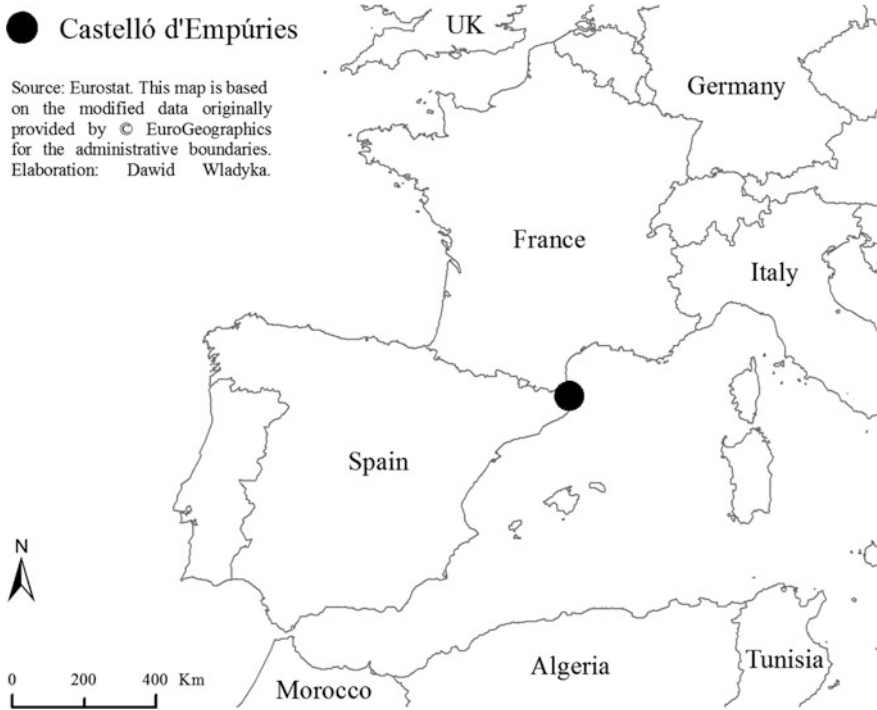 Castelló d'Empúries
Source: Eurostat. This map is based
on the modified data originally
provided by © EuroGeographics
for the administrative boundaries.
Elaboration: Dawid Wladyka.
UK
Germany
France
Italy
Spain
N
0 200 400 Km
Morocco
Algeria
Tunisia